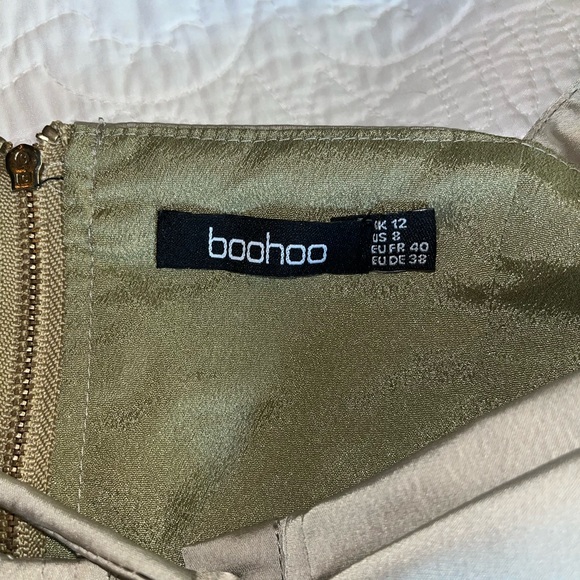 boohoo
UK 12
US 8
EU FR 40
EU DE 38